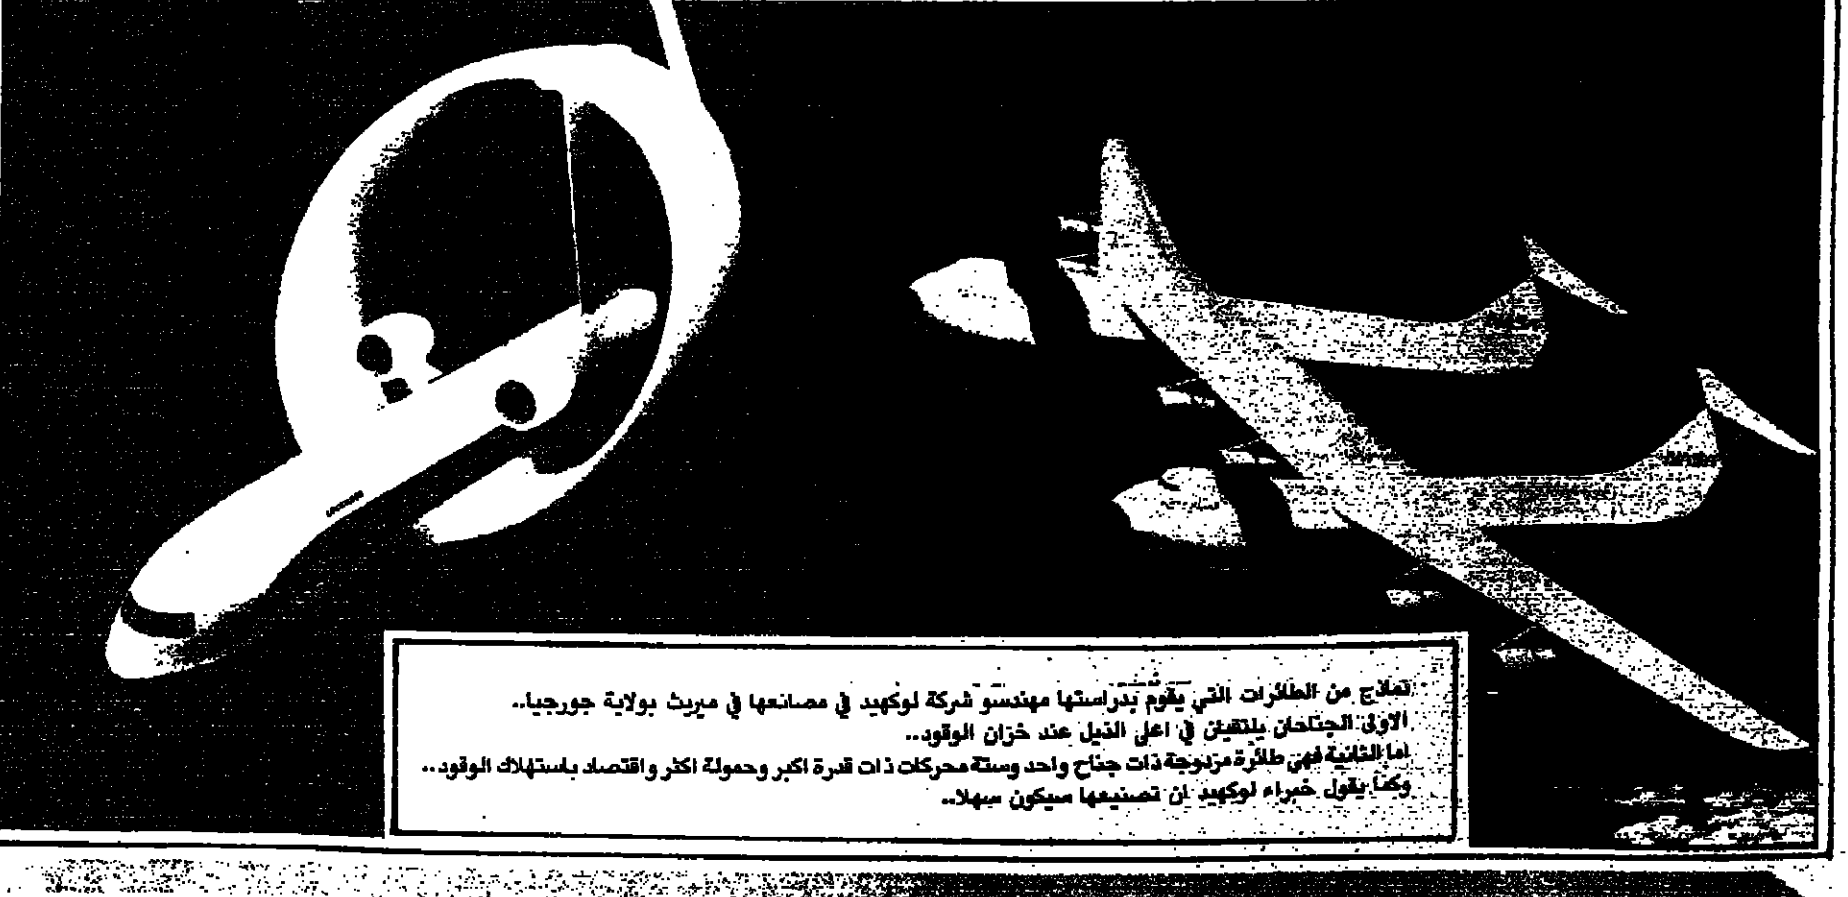 نماذج من الطائرات التي يقوم بدراستها مهندسو شركة لوكهيد في مصانعها في ميريث بولاية جورجيا..
الاولى الجناحان يلتقيان في اعلى الذيل عند خزان الوقود..
اما الثانية فهي طائرة مزدوجة ذات جناح واحد وستة محركات ذات قدرة اكبر وحمولة اكثر واقتصاد باستهلاك الوقود..
وكما يقول خبراء لوكهيد ان تصنيعها سيكون سهلا..